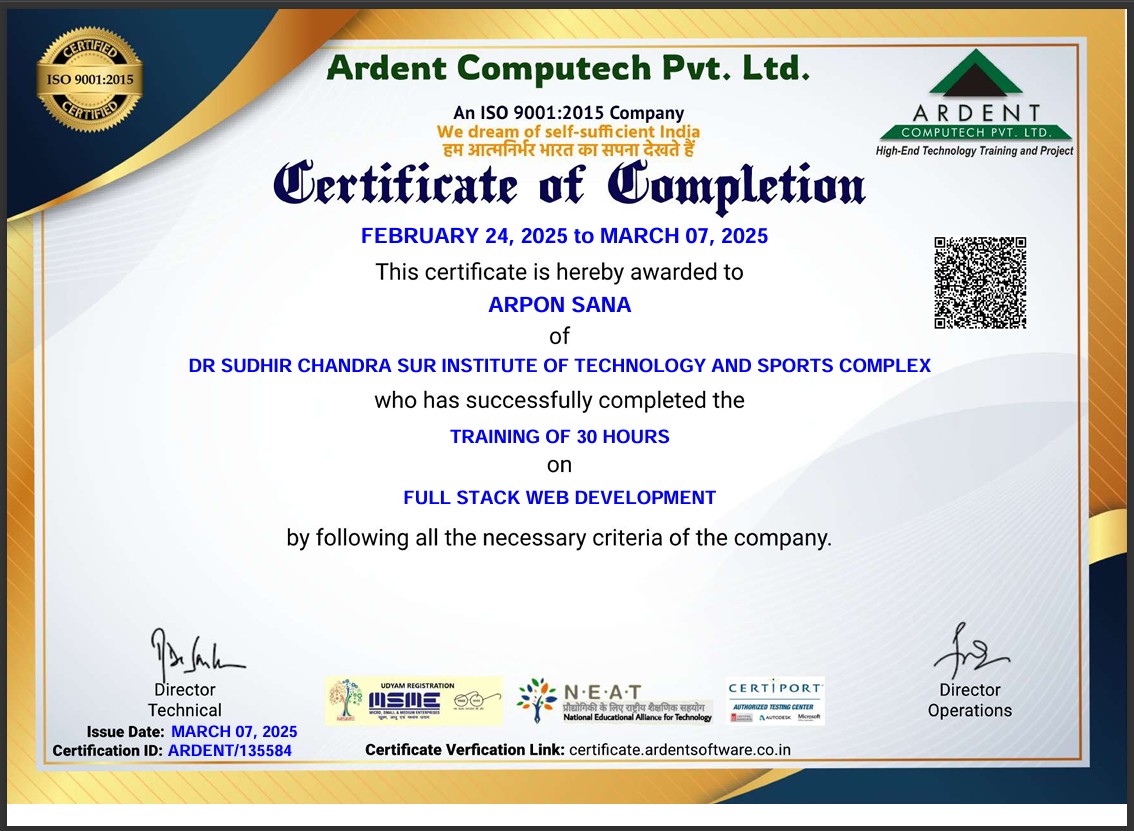 CERTIFIED
ISO 9001:2015
CERTIFIED
Ardent Computech Pvt. Ltd.
An ISO 9001:2015 Company
We dream of self-sufficient India
हम आत्मनिर्भर भारत का सपना देखते हैं
ARDENT
COMPUTECH PVT. LTD.
High-End Technology Training and Project
Certificate of Completion
FEBRUARY 24, 2025 to MARCH 07, 2025
This certificate is hereby awarded to
ARPON SANA
of
DR SUDHIR CHANDRA SUR INSTITUTE OF TECHNOLOGY AND SPORTS COMPLEX
who has successfully completed the
TRAINING OF 30 HOURS
on
FULL STACK WEB DEVELOPMENT
by following all the necessary criteria of the company.
Director
Technical
Issue Date: MARCH 07, 2025
Certification ID: ARDENT/135584
UDYAM REGISTRATION
MSME
MICRO, SMALL & MEDIUM ENTERPRISES
N·E·A·T
प्रौद्योगिकी के लिए राष्ट्रीय शैक्षणिक सहयोग
National Educational Alliance for Technology
CERTIPORT
AUTHORIZED TESTING CENTER
AUTODESK
Microsoft
Director
Operations
Certificate Verfication Link: certificate.ardentsoftware.co.in